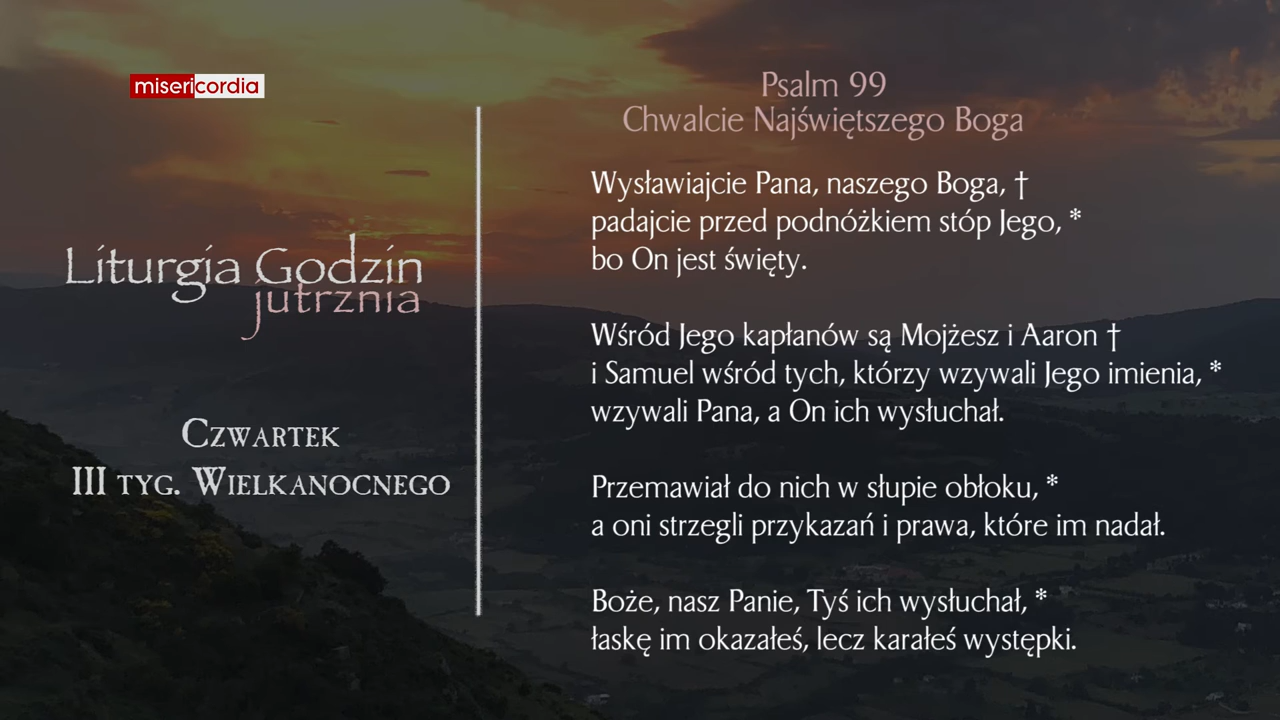 misericordia
Liturgia Godzin
jutrznia
Czwartek
III tyg. Wielkanocnego
Psalm 99
Chwalcie Najświętszego Boga
Wysławiajcie Pana, naszego Boga, †
padajcie przed podnóżkiem stóp Jego, *
bo On jest święty.
Wśród Jego kapłanów są Mojżesz i Aaron †
i Samuel wśród tych, którzy wzywali Jego imienia, *
wzywali Pana, a On ich wysłuchał.
Przemawiał do nich w słupie obłoku, *
a oni strzegli przykazań i prawa, które im nadał.
Boże, nasz Panie, Tyś ich wysłuchał, *
łaskę im okazałeś, lecz karałeś występki.